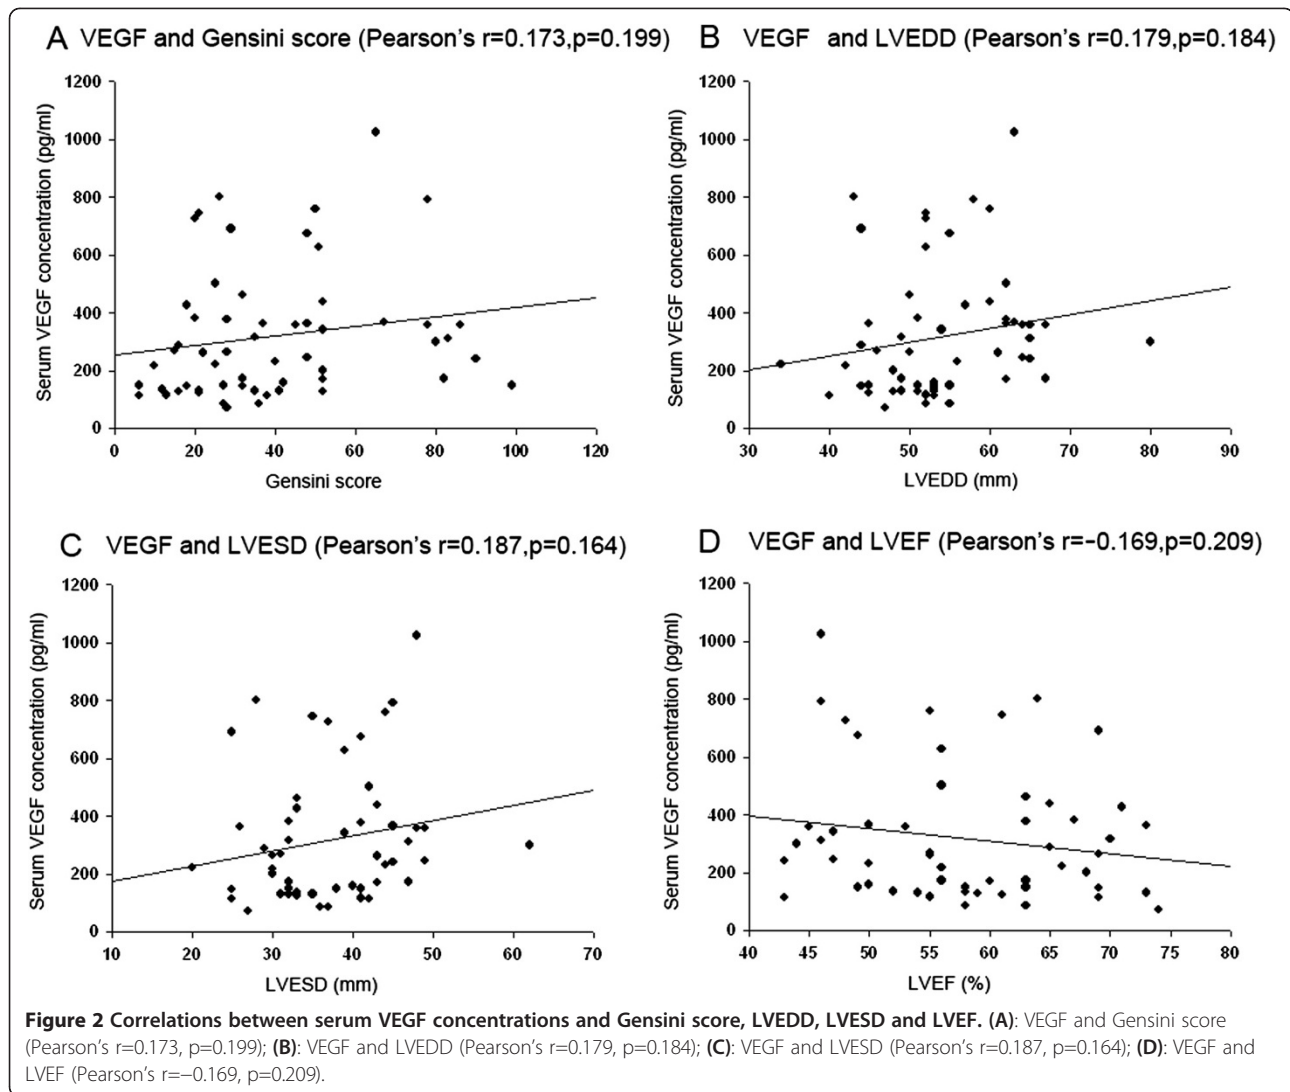 A VEGF and Gensini score (Pearson's r=0.173,p=0.199)
1200
1000
800
600
400
200
0
Serum VEGF concentration (pg/ml)
0 20 40 60 80 100 120
Gensini score
B VEGF and LVEDD (Pearson's r=0.179,p=0.184)
1200
1000
800
600
400
200
0
Serum VEGF concentration (pg/ml)
30 40 50 60 70 80 90
LVEDD (mm)
C VEGF and LVESD (Pearson's r=0.187,p=0.164)
1200
1000
800
600
400
200
0
Serum VEGF concentration (pg/ml)
10 20 30 40 50 60 70
LVESD (mm)
D VEGF and LVEF (Pearson's r=-0.169,p=0.209)
1200
1000
800
600
400
200
0
Serum VEGF concentration (pg/ml)
40 45 50 55 60 65 70 75 80
LVEF (%)
Figure 2 Correlations between serum VEGF concentrations and Gensini score, LVEDD, LVESD and LVEF. (A): VEGF and Gensini score
(Pearson's r=0.173, p=0.199); (B): VEGF and LVEDD (Pearson's r=0.179, p=0.184); (C): VEGF and LVESD (Pearson's r=0.187, p=0.164); (D): VEGF and
LVEF (Pearson's r=−0.169, p=0.209).